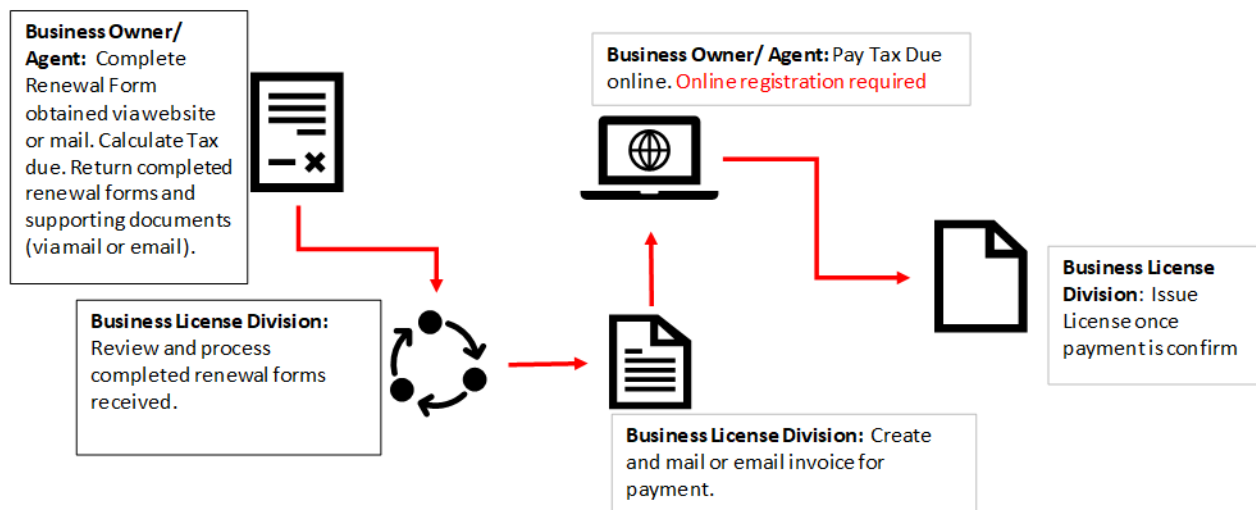 Business Owner/
Agent: Complete
Renewal Form
obtained via website
or mail. Calculate Tax
due. Return completed
renewal forms and
supporting documents
(via mail or email).
Business License Division:
Review and process
completed renewal forms
received.
Business License Division: Create
and mail or email invoice for
payment.
Business Owner/ Agent: Pay Tax Due
online. Online registration required
Business License
Division: Issue
License once
payment is confirm